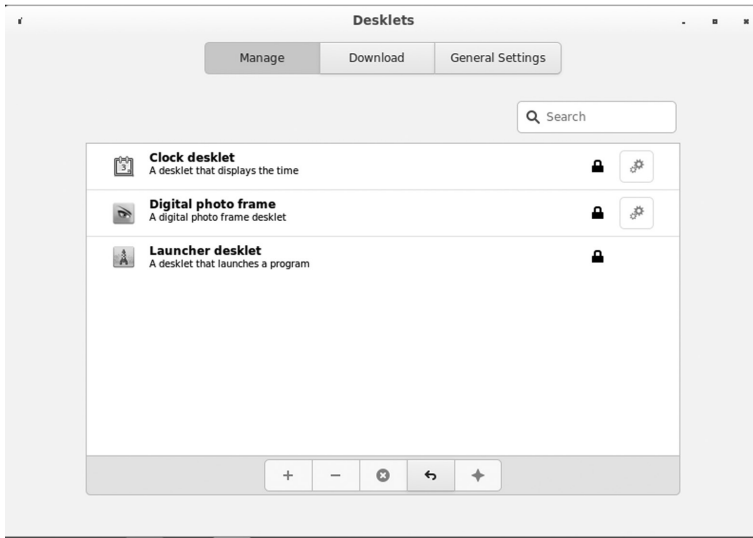 Desklets
Manage
Download
General Settings
Search
Clock desklet
A desklet that displays the time
Digital photo frame
A digital photo frame desklet
Launcher desklet
A desklet that launches a program